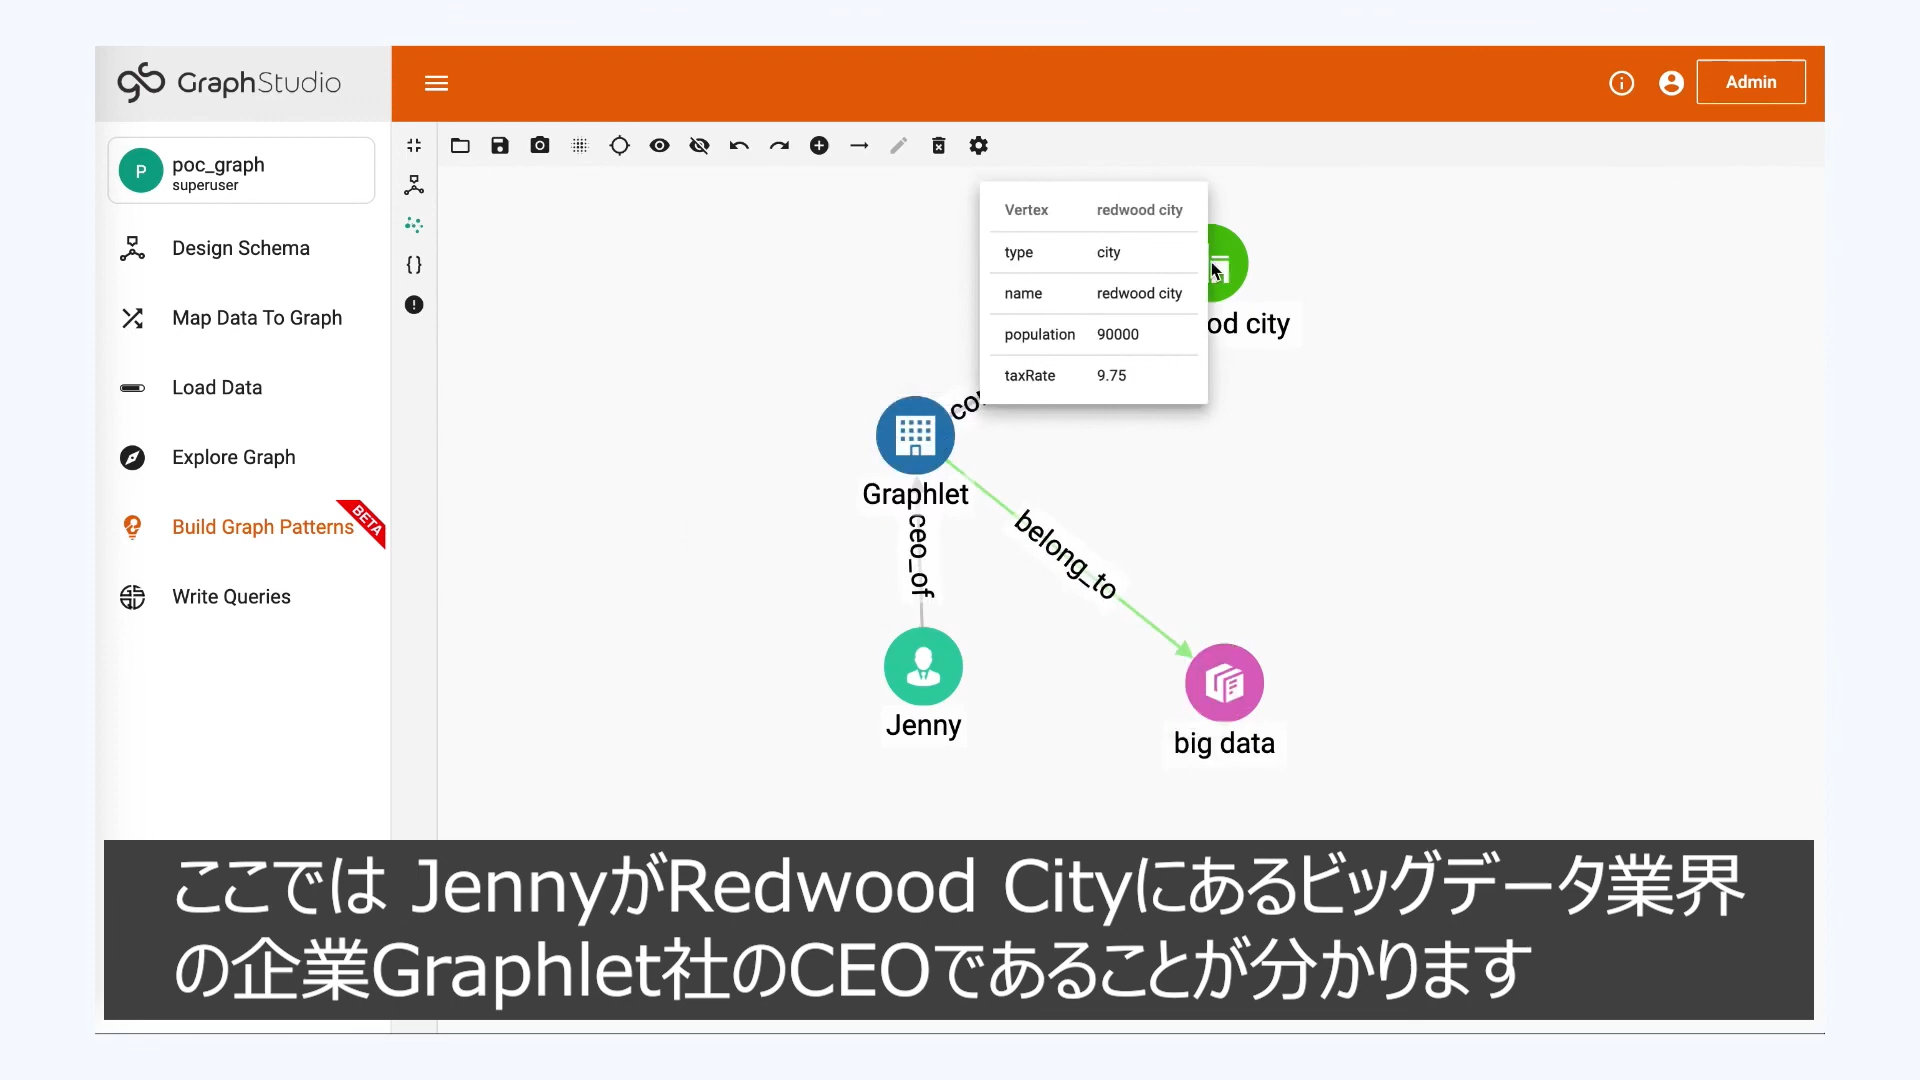 GraphStudio
Admin
P
poc_graph
superuser
Design Schema
Map Data To Graph
Load Data
Explore Graph
Build Graph Patterns
BETA
Write Queries
Vertex redwood city
type city
name redwood city
population 90000
taxRate 9.75
od city
Graphlet
ceo_of
belong_to
Jenny
big data
ここでは JennyがRedwood Cityにあるビッグデータ業界
の企業Graphlet社のCEOであることが分かります